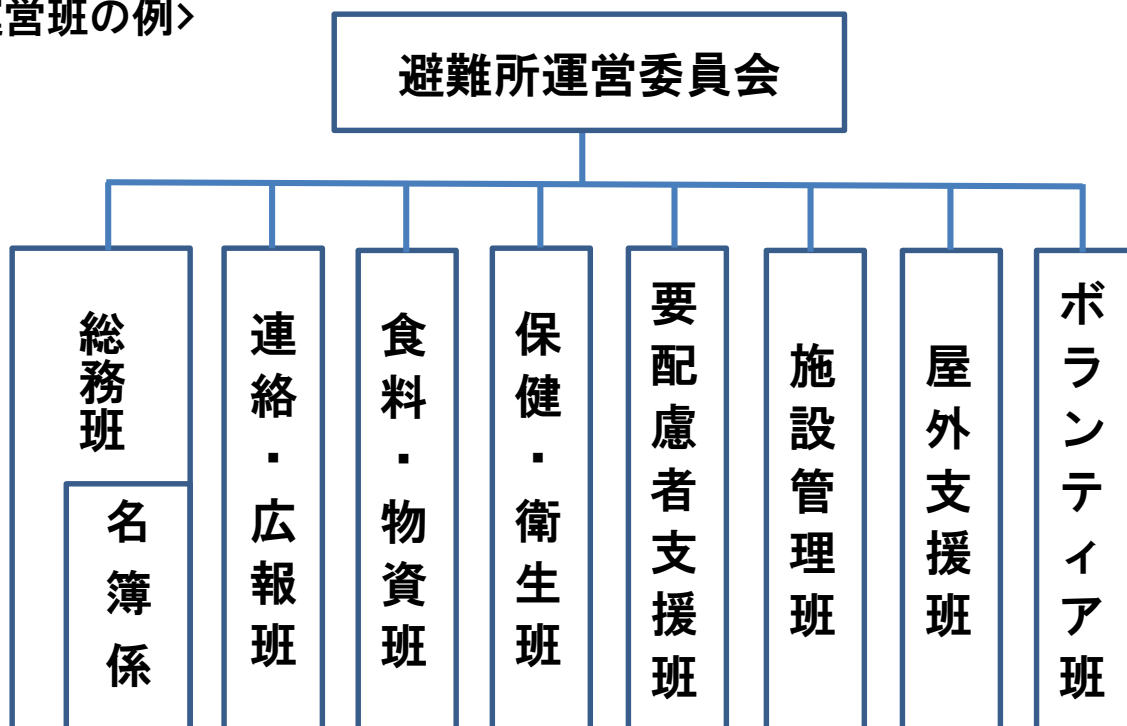 営班の例>
避難所運営委員会
総務班
名簿係
連絡・広報班
食料・物資班
保健・衛生班
要配慮者支援班
施設管理班
屋外支援班
ボランティア班